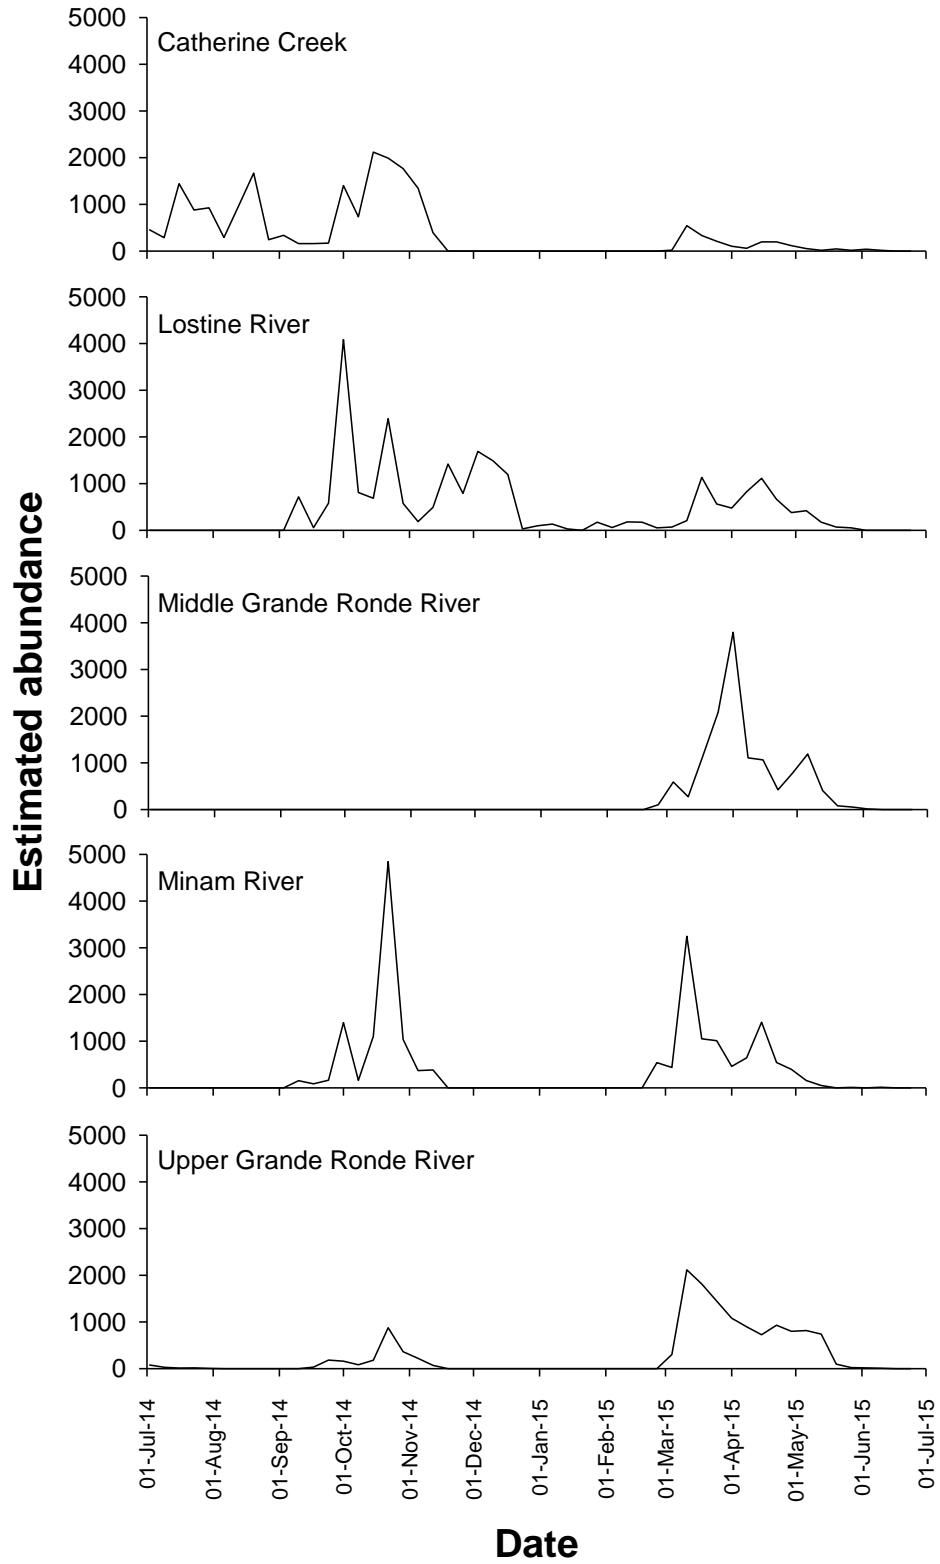 Estimated abundance
5000
Catherine Creek
4000
3000
2000
1000
0
5000
Lostine River
4000
3000
2000
1000
0
5000
Middle Grande Ronde River
4000
3000
2000
1000
0
5000
Minam River
4000
3000
2000
1000
0
5000
Upper Grande Ronde River
4000
3000
2000
1000
0
01-Jul-14
01-Aug-14
01-Sep-14
01-Oct-14
01-Nov-14
01-Dec-14
01-Jan-15
01-Feb-15
01-Mar-15
01-Apr-15
01-May-15
01-Jun-15
01-Jul-15
Date